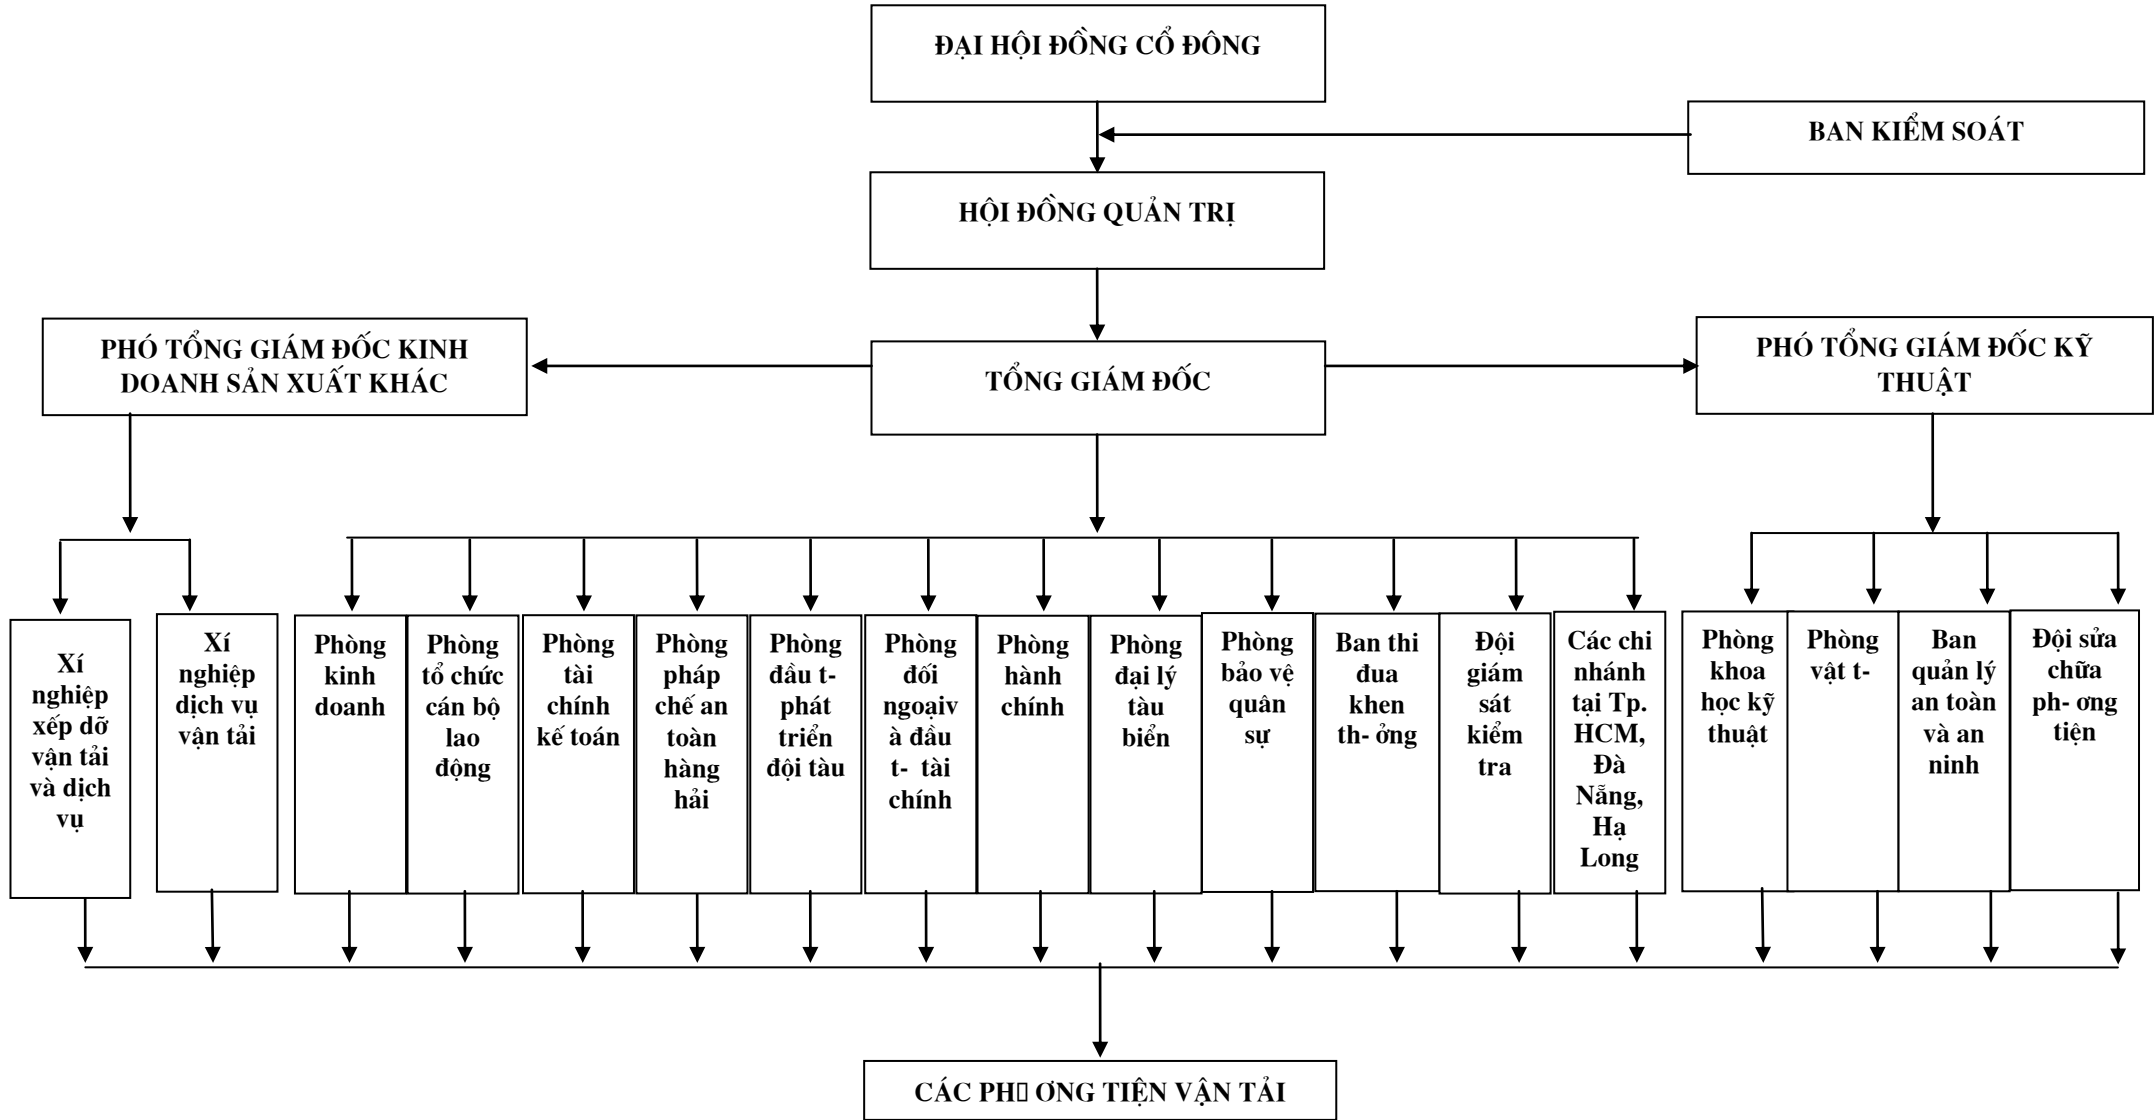 ĐẠI HỘI ĐỒNG CỔ ĐÔNG
BAN KIỂM SOÁT
HỘI ĐỒNG QUẢN TRỊ
PHÓ TỔNG GIÁM ĐỐC KINH
DOANH SẢN XUẤT KHÁC
TỔNG GIÁM ĐỐC
PHÓ TỔNG GIÁM ĐỐC KỸ
THUẬT
Xí
nghiệp
xếp dỡ
vận tải
và dịch
vụ
Xí
nghiệp
dịch vụ
vận tải
Phòng
kinh
doanh
Phòng
tổ chức
cán bộ
lao
động
Phòng
tài
chính
kế toán
Phòng
pháp
chế an
toàn
hàng
hải
Phòng
đầu t-
phát
triển
đội tàu
Phòng
đối
ngoạiv
à đầu
t- tài
chính
Phòng
hành
chính
Phòng
đại lý
tàu
biển
Phòng
bảo vệ
quân
sự
Ban thi
đua
khen
th- ởng
Đội
giám
sát
kiểm
tra
Các chi
nhánh
tại Tp.
HCM,
Đà
Nẵng,
Hạ
Long
Phòng
khoa
học kỹ
thuật
Phòng
vật t-
Ban
quản lý
an toàn
và an
ninh
Đội sửa
chữa
ph- ơng
tiện
CÁC PH▯ ƠNG TIỆN VẬN TẢI